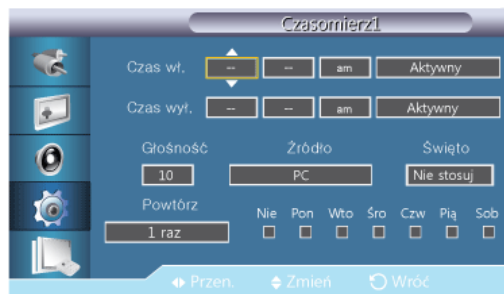 Czasomierz1
Czas wł. -- -- am Aktywny
Czas wył. -- -- am Aktywny
Głośność Źródło Święto
10 PC Nie stosuj
Powtórz
Nie Pon Wto Śro Czw Pią Sob
1 raz
Przen. Zmień Wróć